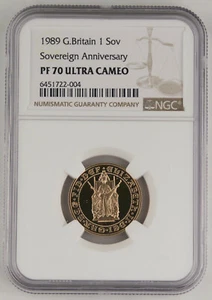 1989 G.Britain 1 Sov
Sovereign Anniversary
PF 70 ULTRA CAMEO
6451722-004
NUMISMATIC GUARANTY COMPANY
NGC